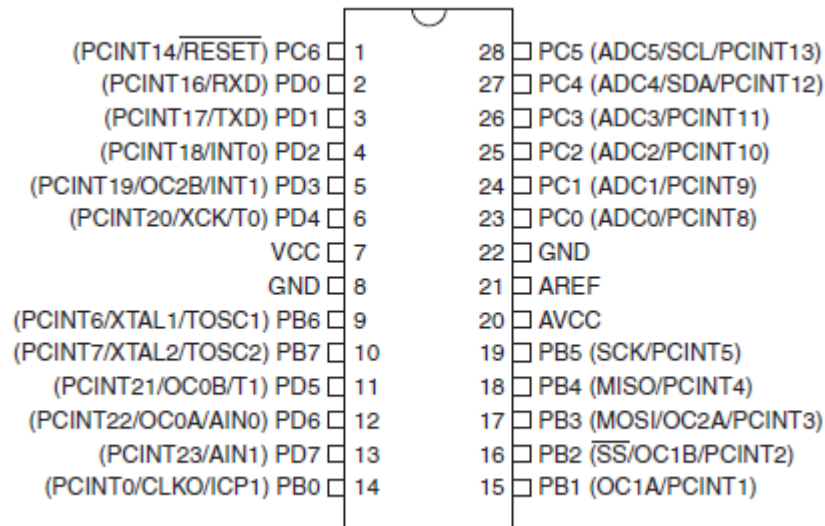 (PCINT14/RESET) PC6 1 28 PC5 (ADC5/SCL/PCINT13)
(PCINT16/RXD) PD0 2 27 PC4 (ADC4/SDA/PCINT12)
(PCINT17/TXD) PD1 3 26 PC3 (ADC3/PCINT11)
(PCINT18/INT0) PD2 4 25 PC2 (ADC2/PCINT10)
(PCINT19/OC2B/INT1) PD3 5 24 PC1 (ADC1/PCINT9)
(PCINT20/XCK/T0) PD4 6 23 PC0 (ADC0/PCINT8)
VCC 7 22 GND
GND 8 21 AREF
(PCINT6/XTAL1/TOSC1) PB6 9 20 AVCC
(PCINT7/XTAL2/TOSC2) PB7 10 19 PB5 (SCK/PCINT5)
(PCINT21/OC0B/T1) PD5 11 18 PB4 (MISO/PCINT4)
(PCINT22/OC0A/AIN0) PD6 12 17 PB3 (MOSI/OC2A/PCINT3)
(PCINT23/AIN1) PD7 13 16 PB2 (SS/OC1B/PCINT2)
(PCINT0/CLKO/ICP1) PB0 14 15 PB1 (OC1A/PCINT1)